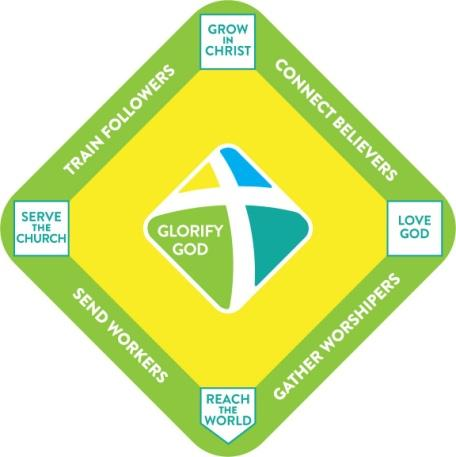 GROW
IN
CHRIST
TRAIN FOLLOWERS
CONNECT BELIEVERS
SERVE
THE
CHURCH
GLORIFY
GOD
LOVE
GOD
SEND WORKERS
GATHER WORSHIPERS
REACH
THE
WORLD